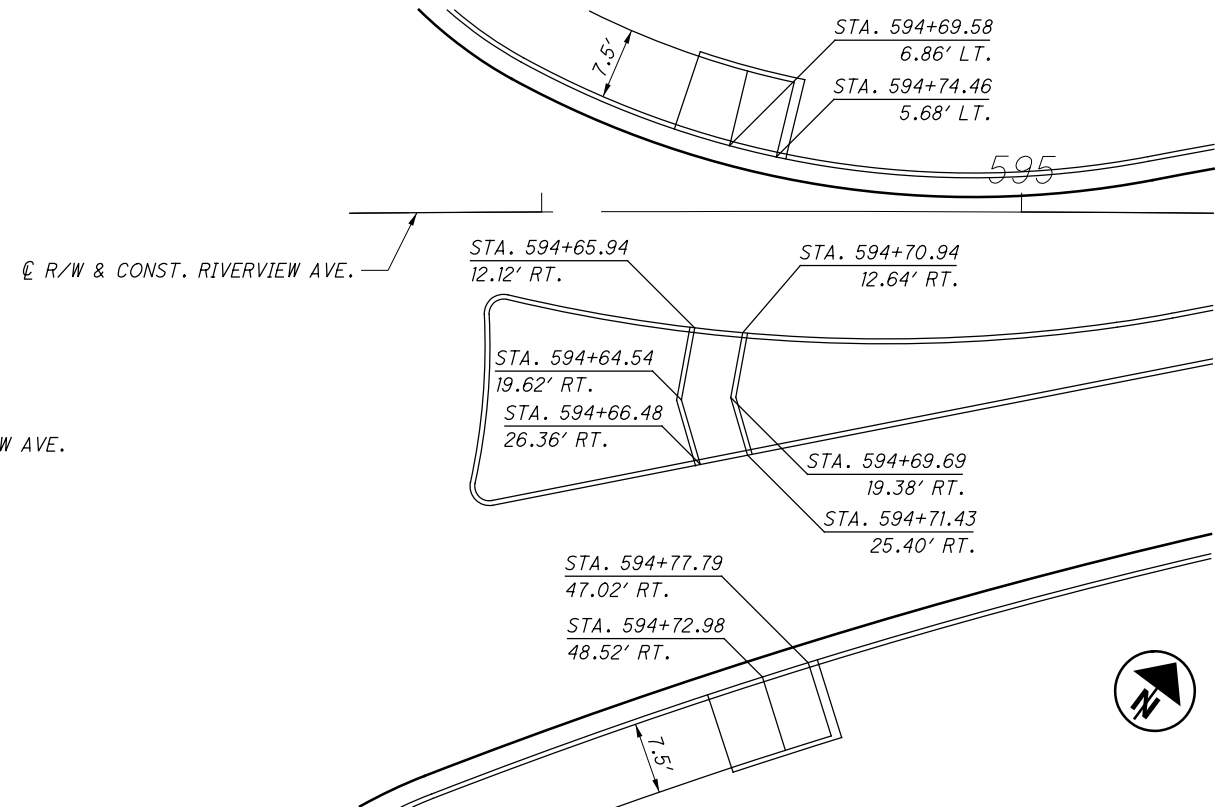 STA. 594+69.58
6.86' LT.
7.5'
STA. 594+74.46
5.68' LT.
595
℄ R/W & CONST. RIVERVIEW AVE.
STA. 594+65.94
12.12' RT.
STA. 594+70.94
12.64' RT.
STA. 594+64.54
19.62' RT.
STA. 594+66.48
26.36' RT.
W AVE.
STA. 594+69.69
19.38' RT.
STA. 594+71.43
25.40' RT.
STA. 594+77.79
47.02' RT.
STA. 594+72.98
48.52' RT.
N
7.5'